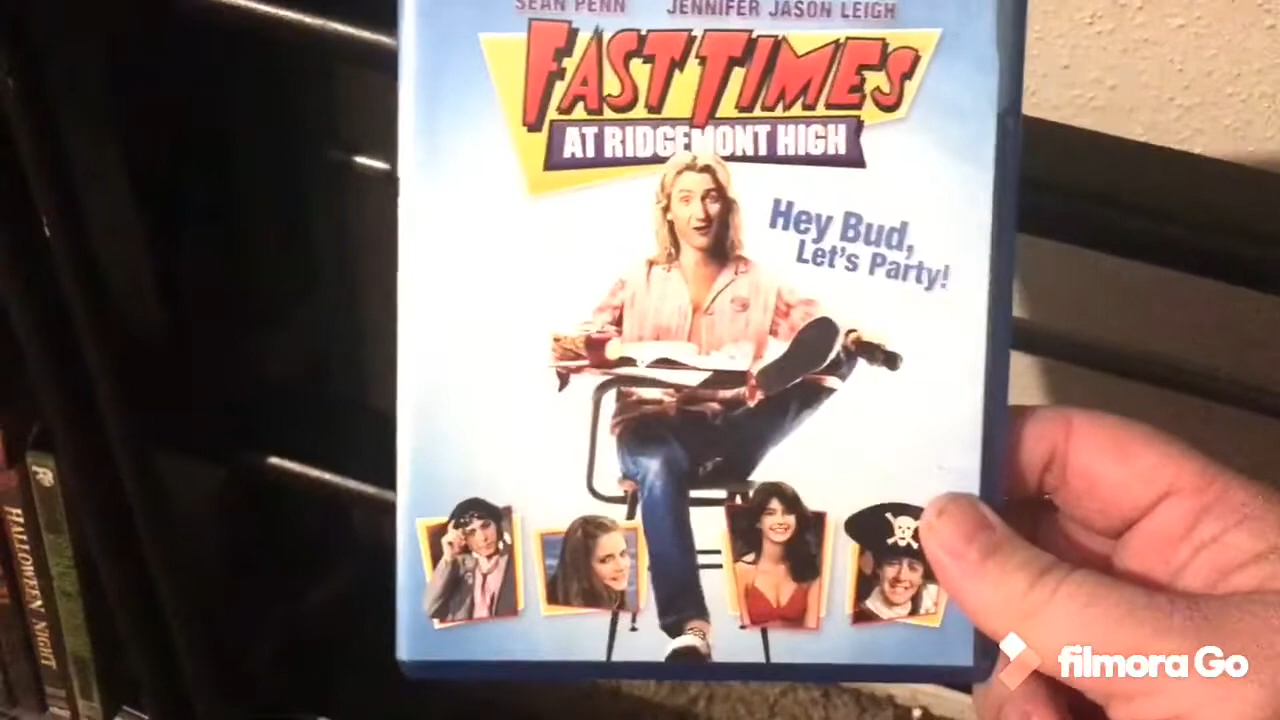 SEAN PENN JENNIFER JASON LEIGH
FAST TIMES
AT RIDGEMONT HIGH
Hey Bud,
Let's Party!
HALLOWEEN NIGHT
filmora Go